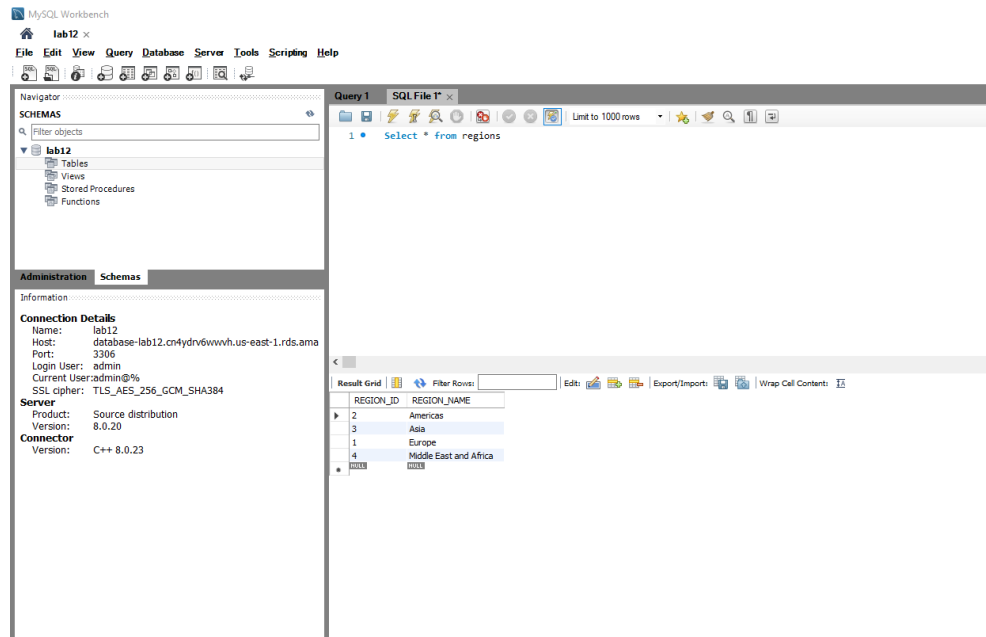 MySQL Workbench
lab12
File Edit View Query Database Server Tools Scripting Help
Navigator
SCHEMAS
Filter objects
lab12
Tables
Views
Stored Procedures
Functions
Administration Schemas
Information
Connection Details
Name: lab12
Host: database-lab12.cn4ydrv6wwvh.us-east-1.rds.ama
Port: 3306
Login User: admin
Current User:admin@%
SSL cipher: TLS_AES_256_GCM_SHA384
Server
Product: Source distribution
Version: 8.0.20
Connector
Version: C++ 8.0.23
Query 1 SQL File 1*
Limit to 1000 rows
1 Select * from regions
Result Grid Filter Rows: Edit: Export/Import: Wrap Cell Content:
REGION_ID REGION_NAME
2 Americas
3 Asia
1 Europe
4 Middle East and Africa
NULL NULL